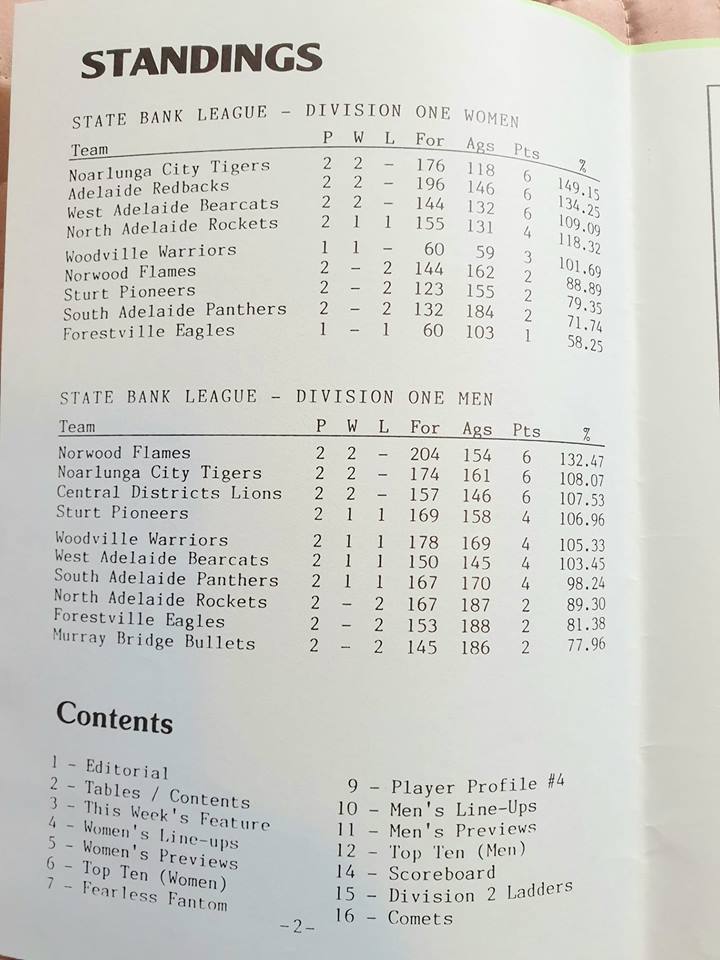 STANDINGS
STATE BANK LEAGUE - DIVISION ONE WOMEN
Team P W L For Ags Pts %
Noarlunga City Tigers 2 2 - 176 118 6 149.15
Adelaide Redbacks 2 2 - 196 146 6 134.25
West Adelaide Bearcats 2 2 - 144 132 6 109.09
North Adelaide Rockets 2 1 1 155 131 4 118.32
Woodville Warriors 1 1 - 60 59 3 101.69
Norwood Flames 2 - 2 144 162 2 88.89
Sturt Pioneers 2 - 2 123 155 2 79.35
South Adelaide Panthers 2 - 2 132 184 2 71.74
Forestville Eagles 1 - 1 60 103 1 58.25
STATE BANK LEAGUE - DIVISION ONE MEN
Team P W L For Ags Pts %
Norwood Flames 2 2 - 204 154 6 132.47
Noarlunga City Tigers 2 2 - 174 161 6 108.07
Central Districts Lions 2 2 - 157 146 6 107.53
Sturt Pioneers 2 1 1 169 158 4 106.96
Woodville Warriors 2 1 1 178 169 4 105.33
West Adelaide Bearcats 2 1 1 150 145 4 103.45
South Adelaide Panthers 2 1 1 167 170 4 98.24
North Adelaide Rockets 2 - 2 167 187 2 89.30
Forestville Eagles 2 - 2 153 188 2 81.38
Murray Bridge Bullets 2 - 2 145 186 2 77.96
Contents
1 - Editorial
2 - Tables / Contents
3 - This Week's Feature
4 - Women's Line-ups
5 - Women's Previews
6 - Top Ten (Women)
7 - Fearless Fantom
9 - Player Profile #4
10 - Men's Line-Ups
11 - Men's Previews
12 - Top Ten (Men)
14 - Scoreboard
15 - Division 2 Ladders
16 - Comets
-2-